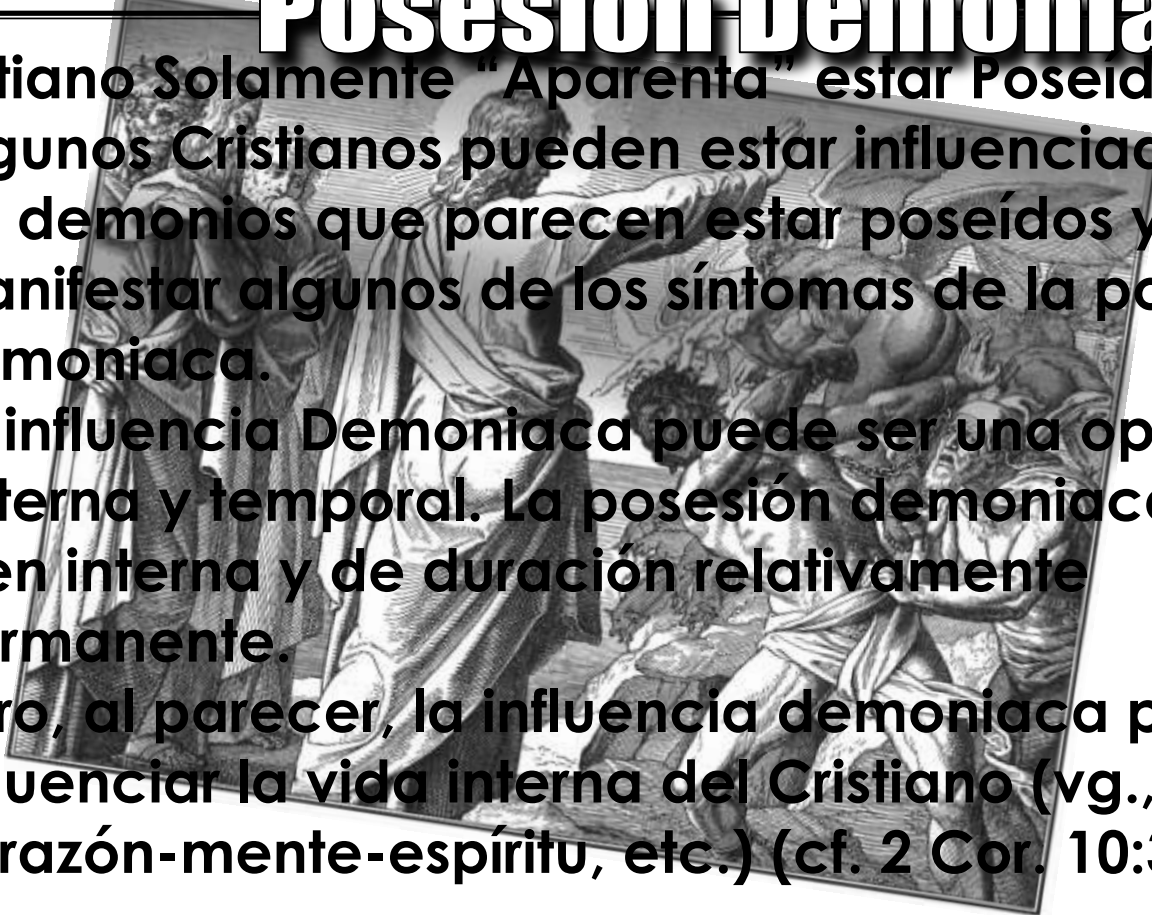 Posesión Demonia
tiano Solamente “Aparenta” estar Poseíd
gunos Cristianos pueden estar influenciad
demonios que parecen estar poseídos y
anifestar algunos de los síntomas de la po
moniaca.
influencia Demoniaca puede ser una op
terna y temporal. La posesión demoniaca
en interna y de duración relativamente
rmanente.
ro, al parecer, la influencia demoniaca p
uenciar la vida interna del Cristiano (vg.,
razón-mente-espíritu, etc.) (cf. 2 Cor. 10:3